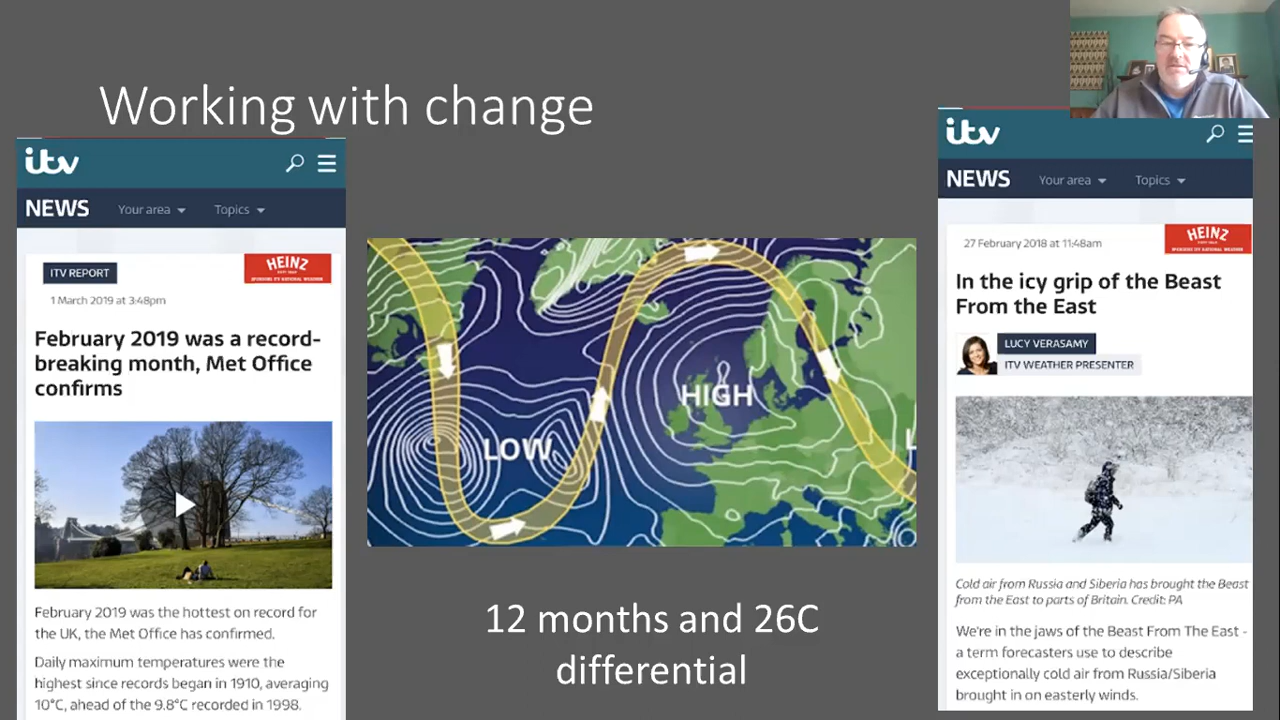 Working with change
itv
NEWS Your area Topics
ITV REPORT
HEINZ
1 March 2019 at 3:48pm
February 2019 was a record-
breaking month, Met Office
confirms
February 2019 was the hottest on record for
the UK, the Met Office has confirmed.
Daily maximum temperatures were the
highest since records began in 1910, averaging
10°C, ahead of the 9.8°C recorded in 1998.
LOW
HIGH
L
12 months and 26C
differential
itv
NEWS Your area Topics
27 February 2018 at 11:48am
HEINZ
In the icy grip of the Beast
From the East
LUCY VERASAMY
ITV WEATHER PRESENTER
Cold air from Russia and Siberia has brought the Beast
from the East to parts of Britain. Credit: PA
We're in the jaws of the Beast From The East -
a term forecasters use to describe
exceptionally cold air from Russia/Siberia
brought in on easterly winds.